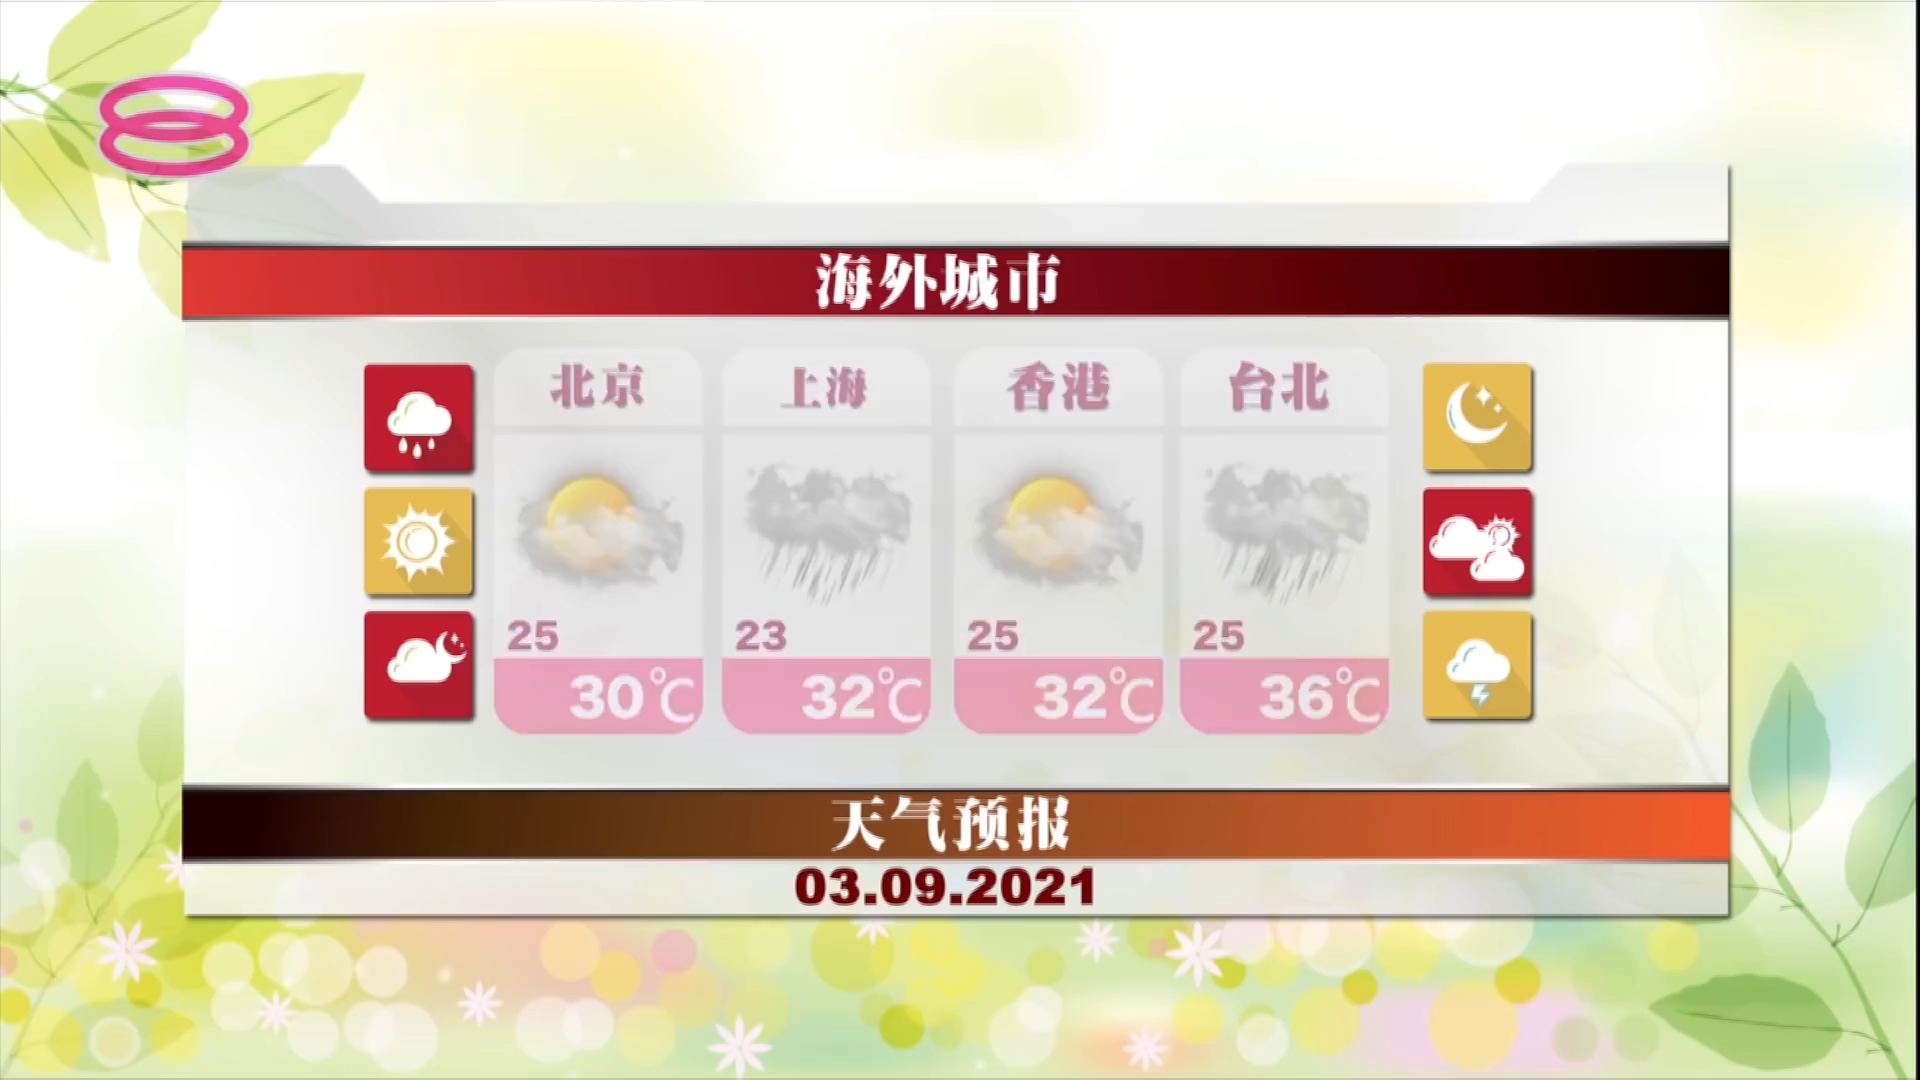 海外城市
北京 上海 香港 台北
25 23 25 25
30℃ 32℃ 32℃ 36℃
天气预报
03.09.2021